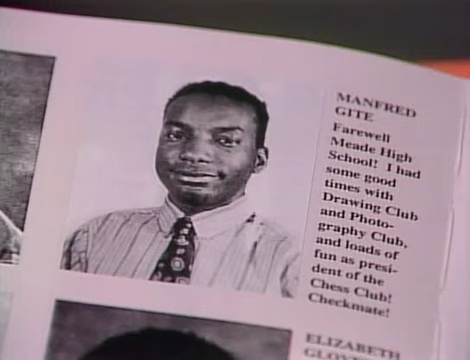 MANFRED
GITE
Farewell
Meade High
School! I had
some good
times with
Drawing Club
and Photo-
graphy Club,
and loads of
fun as presi-
dent of the
Chess Club!
Checkmate!
ELIZABETH